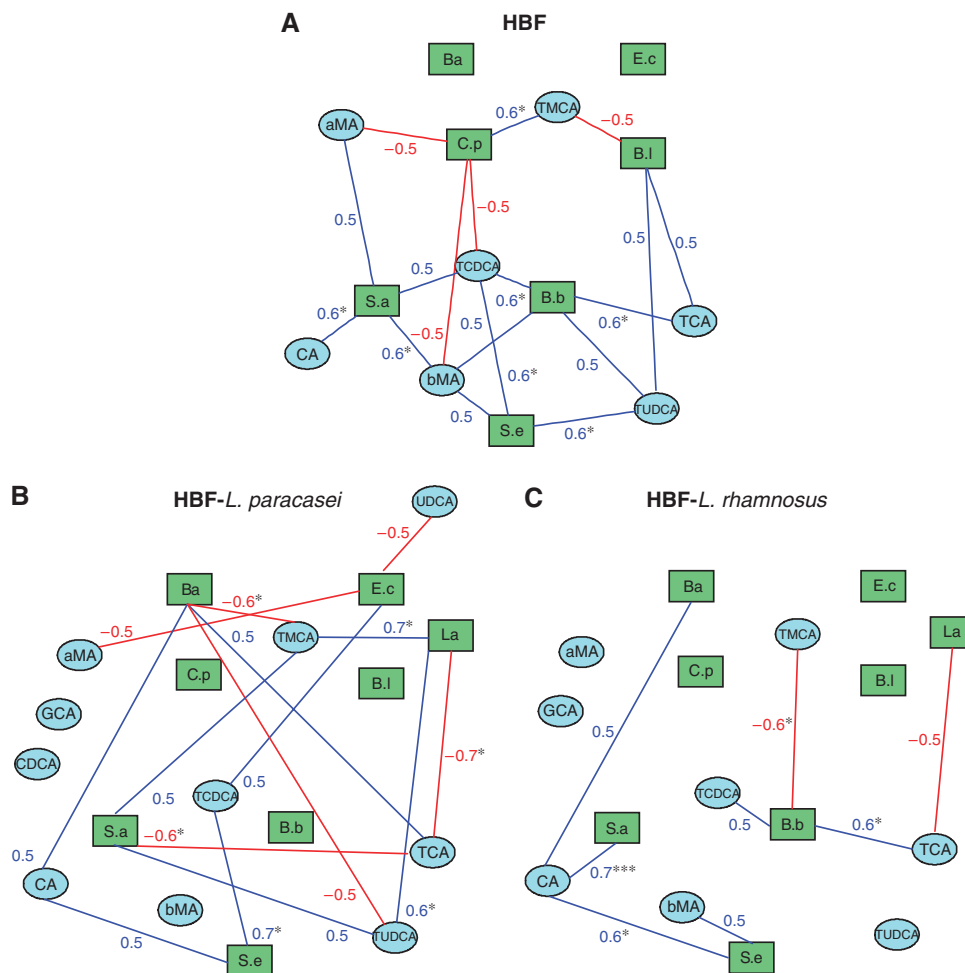 A HBF
Ba E.c
TMCA
aMA 0.6*
−0.5 C.p −0.5 B.l
−0.5
0.5 0.5 0.5
TCDCA
0.5
S.a 0.6* B.b
0.6* −0.5 0.5 0.6* TCA
CA 0.6* bMA 0.5
0.6*
0.5 TUDCA
S.e 0.6*
B HBF-L. paracasei
UDCA
−0.5
Ba E.c
−0.6*
−0.5 0.5 TMCA 0.7* La
aMA
C.p B.l
GCA
−0.7*
CDCA
0.5
TCDCA
0.5
S.a −0.6* B.b
TCA
0.5
CA −0.5
bMA 0.6*
0.5 0.7* 0.5 TUDCA
S.e
C HBF-L. rhamnosus
Ba E.c
TMCA La
aMA
C.p B.l
GCA
0.5 −0.6* −0.5
TCDCA
S.a 0.5 B.b 0.6*
TCA
0.7***
CA
bMA 0.5
0.6* TUDCA
S.e